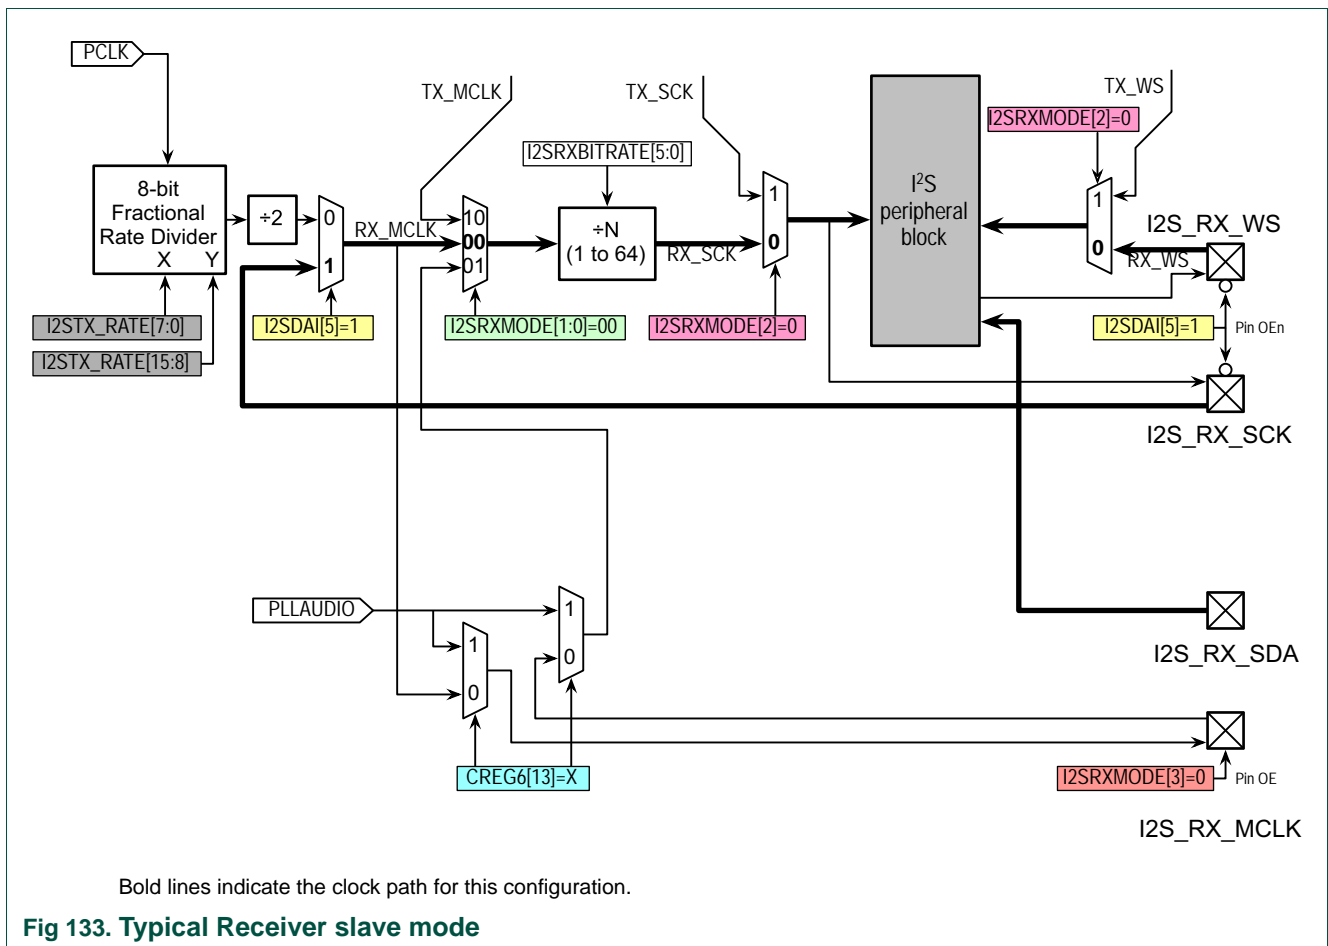 PCLK
TX_MCLK
TX_SCK
TX_WS
I2SRXMODE[2]=0
I2SRXBITRATE[5:0]
8-bit
Fractional
Rate Divider
X Y
÷2
0
1
RX_MCLK
10
00
01
÷N
(1 to 64)
RX_SCK
1
0
I²S
peripheral
block
1
0
RX_WS
I2S_RX_WS
I2STX_RATE[7:0]
I2STX_RATE[15:8]
I2SDAI[5]=1
I2SRXMODE[1:0]=00
I2SRXMODE[2]=0
I2SDAI[5]=1
Pin OEn
I2S_RX_SCK
PLLAUDIO
1
0
1
0
I2S_RX_SDA
CREG6[13]=X
I2SRXMODE[3]=0
Pin OE
I2S_RX_MCLK
Bold lines indicate the clock path for this configuration.
Fig 133. Typical Receiver slave mode